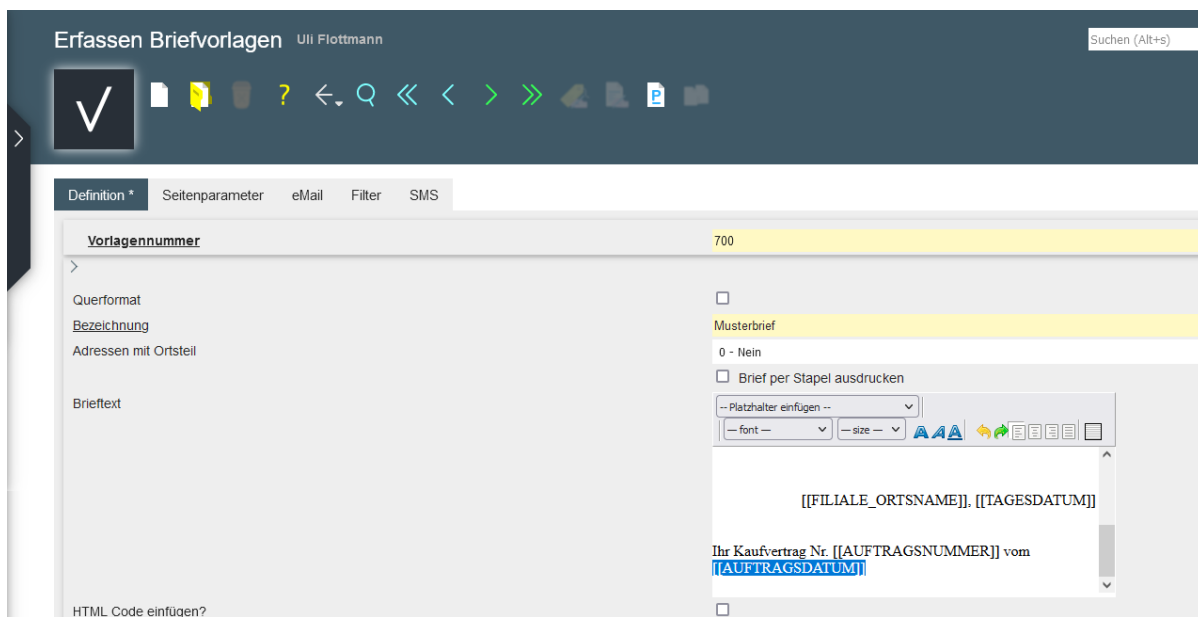 Erfassen Briefvorlagen Uli Flottmann
Suchen (Alt+s)
Definition * Seitenparameter eMail Filter SMS
Vorlagennummer 700
Querformat
Bezeichnung Musterbrief
Adressen mit Ortsteil 0 - Nein
Brief per Stapel ausdrucken
Brieftext -- Platzhalter einfügen --
— font — — size — A A A
[[FILIALE_ORTSNAME]], [[TAGESDATUM]]
Ihr Kaufvertrag Nr. [[AUFTRAGSNUMMER]] vom
[[AUFTRAGSDATUM]]
HTML Code einfügen?